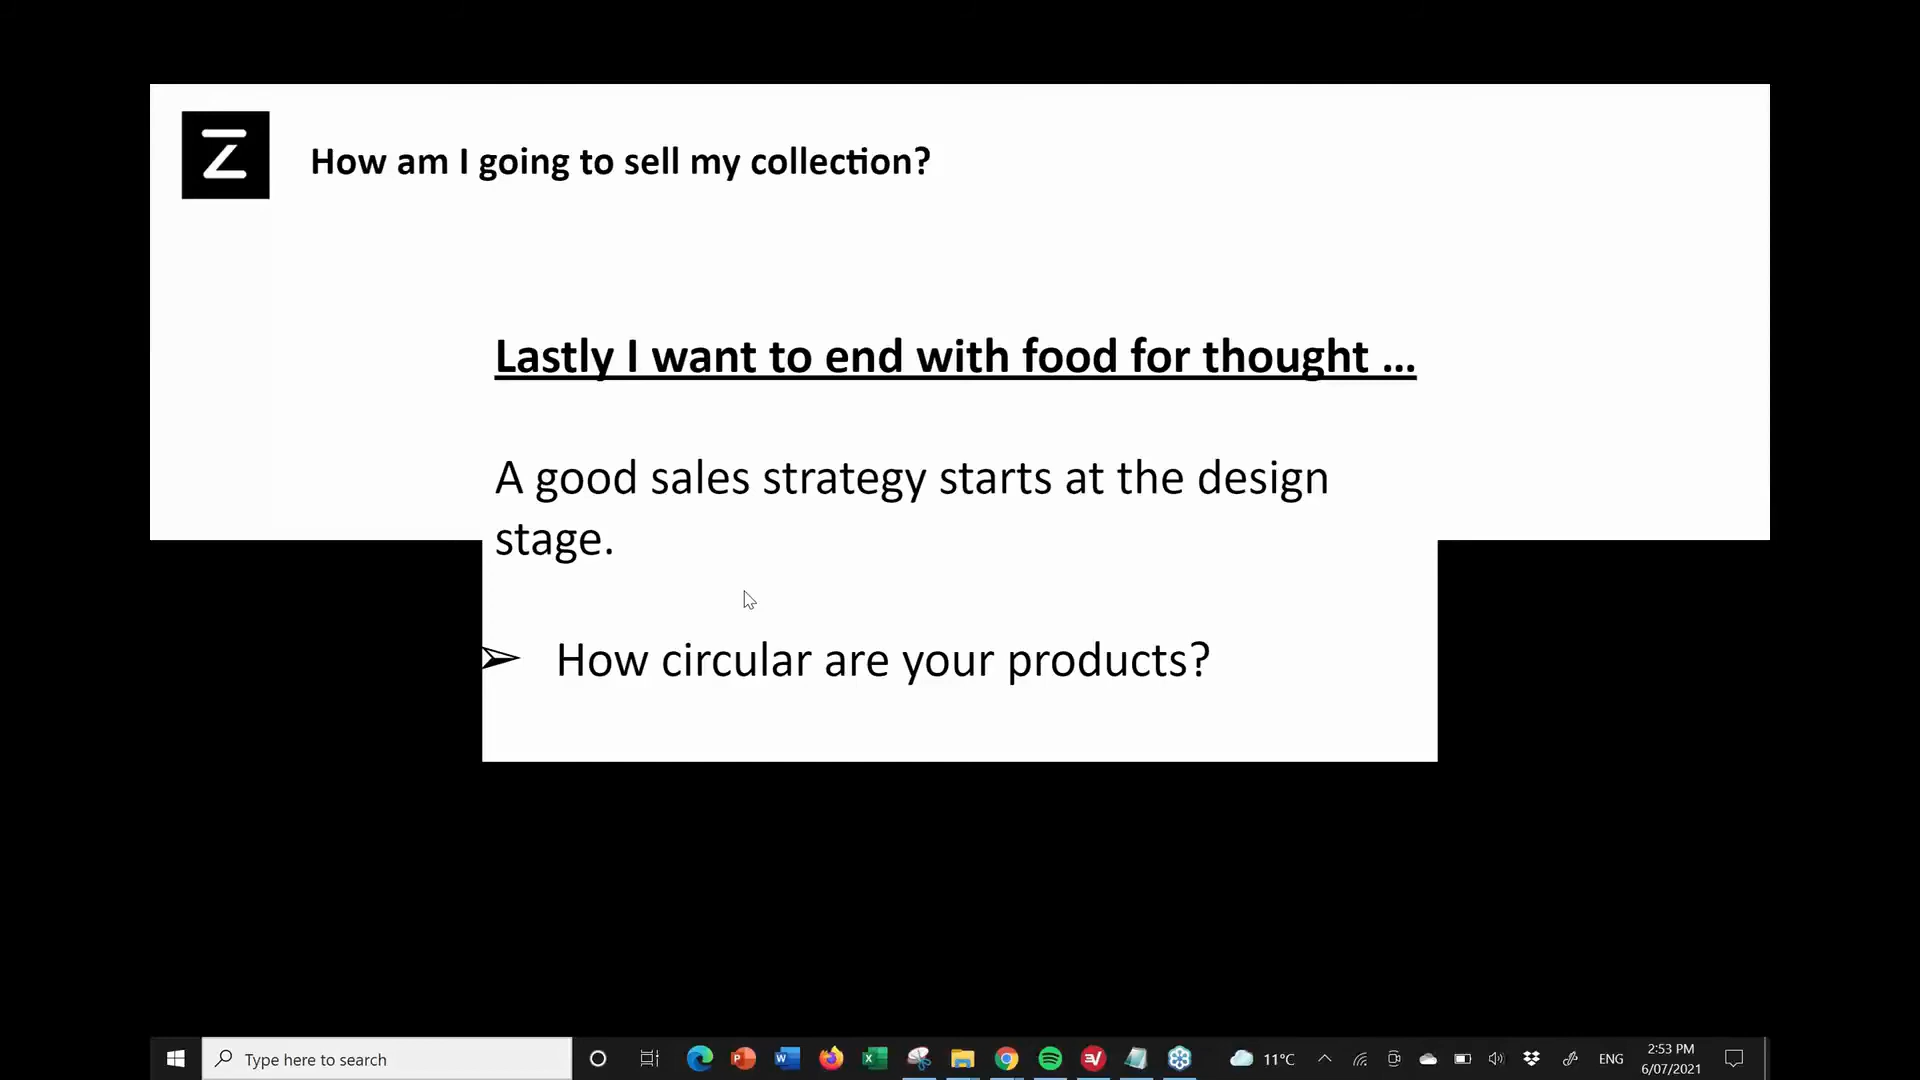 Z
How am I going to sell my collection?
Lastly I want to end with food for thought ...
A good sales strategy starts at the design
stage.
➢ How circular are your products?
Type here to search
11°C
ENG
2:53 PM
6/07/2021